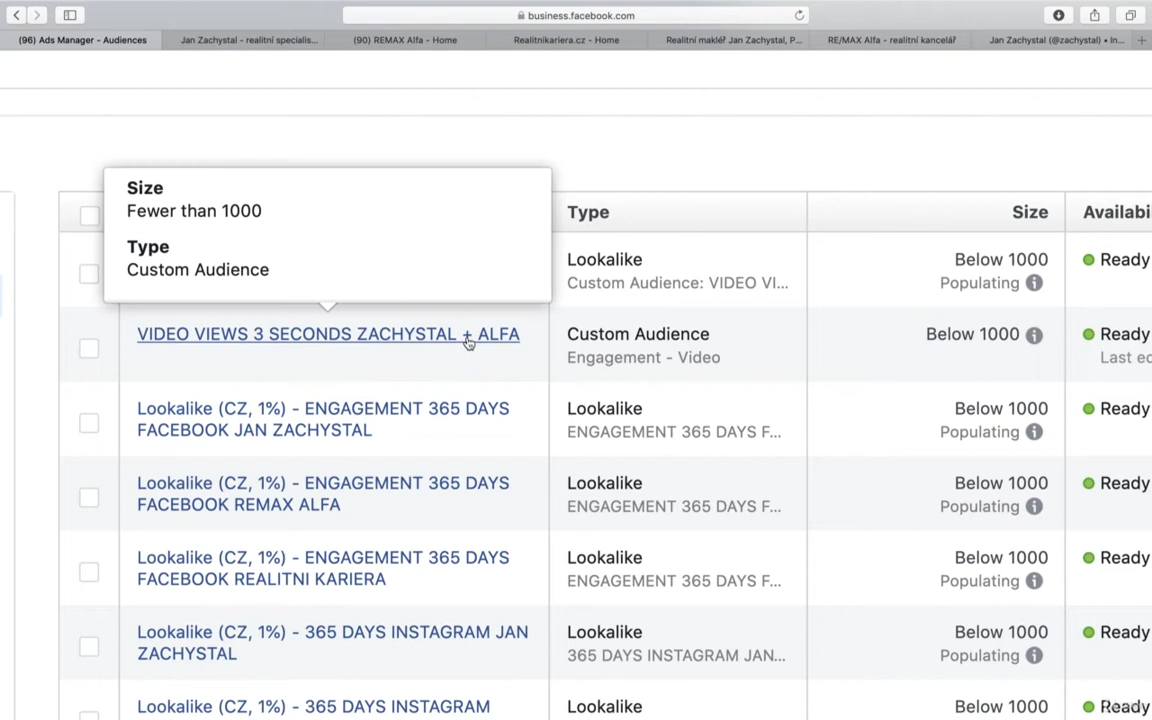 business.facebook.com
(96) Ads Manager - Audiences
Jan Zachystal - realitní specialis...
(90) REMAX Alfa - Home
Realitnikariera.cz - Home
Realitní makléř Jan Zachystal, P...
RE/MAX Alfa - realitní kancelář
Jan Zachystal (@zachystal) • In...
Size
Fewer than 1000
Type
Custom Audience
Type
Size
Availabi
Lookalike
Custom Audience: VIDEO VI...
Below 1000
Populating
Ready
VIDEO VIEWS 3 SECONDS ZACHYSTAL + ALFA
Custom Audience
Engagement - Video
Below 1000
Ready
Last ed
Lookalike (CZ, 1%) - ENGAGEMENT 365 DAYS
FACEBOOK JAN ZACHYSTAL
Lookalike
ENGAGEMENT 365 DAYS F...
Below 1000
Populating
Ready
Lookalike (CZ, 1%) - ENGAGEMENT 365 DAYS
FACEBOOK REMAX ALFA
Lookalike
ENGAGEMENT 365 DAYS F...
Below 1000
Populating
Ready
Lookalike (CZ, 1%) - ENGAGEMENT 365 DAYS
FACEBOOK REALITNI KARIERA
Lookalike
ENGAGEMENT 365 DAYS F...
Below 1000
Populating
Ready
Lookalike (CZ, 1%) - 365 DAYS INSTAGRAM JAN
ZACHYSTAL
Lookalike
365 DAYS INSTAGRAM JAN...
Below 1000
Populating
Ready
Lookalike (CZ, 1%) - 365 DAYS INSTAGRAM
Lookalike
Below 1000
Ready